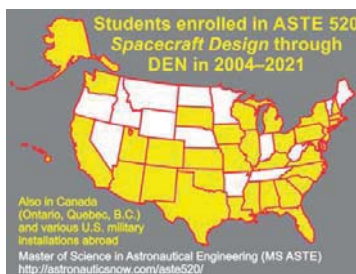 Students enrolled in ASTE 520
Spacecraft Design through
DEN in 2004–2021
Also in Canada
(Ontario, Quebec, B.C.)
and various U.S. military
installations abroad
Master of Science in Astronautical Engineering (MS ASTE)
http://astronauticsnow.com/aste520/